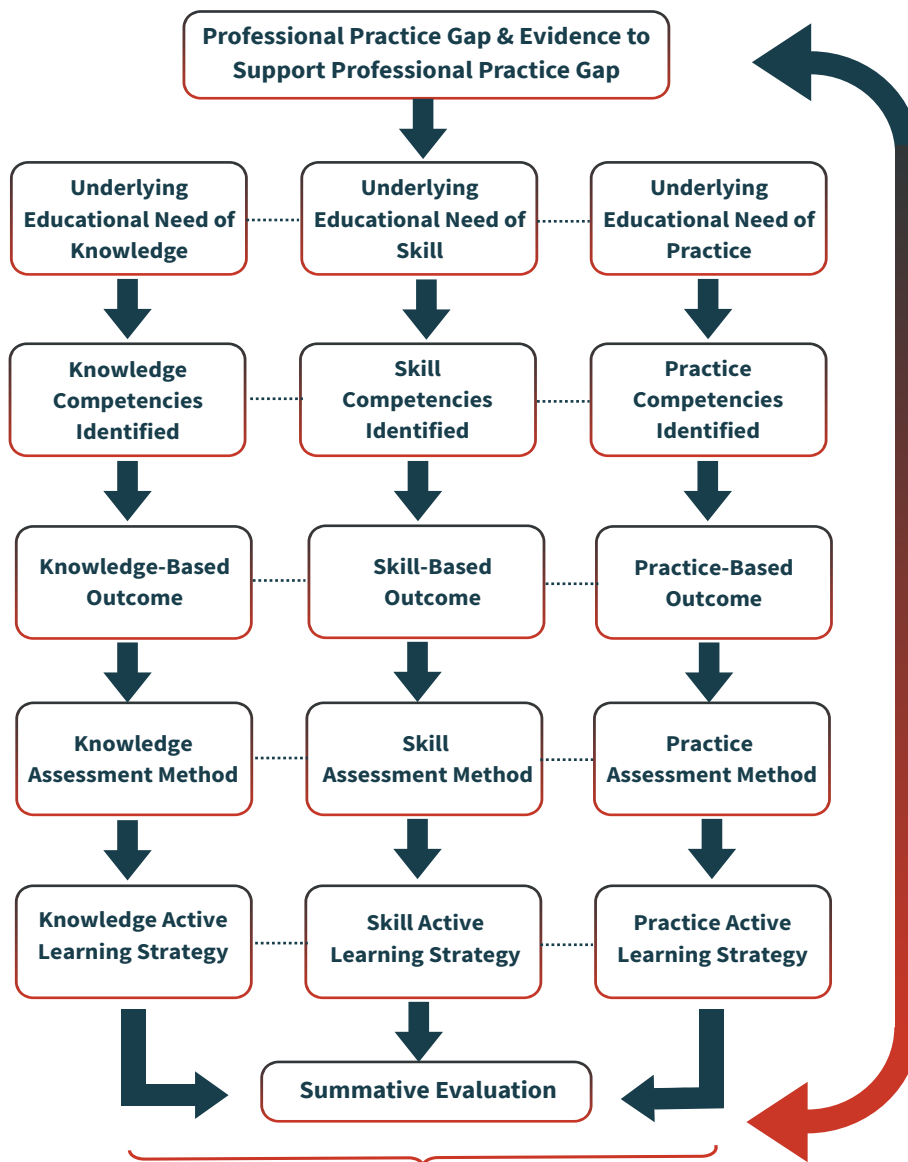 Professional Practice Gap & Evidence to
Support Professional Practice Gap
Underlying
Educational Need of
Knowledge
Underlying
Educational Need of
Skill
Underlying
Educational Need of
Practice
Knowledge
Competencies
Identified
Skill
Competencies
Identified
Practice
Competencies
Identified
Knowledge-Based
Outcome
Skill-Based
Outcome
Practice-Based
Outcome
Knowledge
Assessment Method
Skill
Assessment Method
Practice
Assessment Method
Knowledge Active
Learning Strategy
Skill Active
Learning Strategy
Practice Active
Learning Strategy
Summative Evaluation